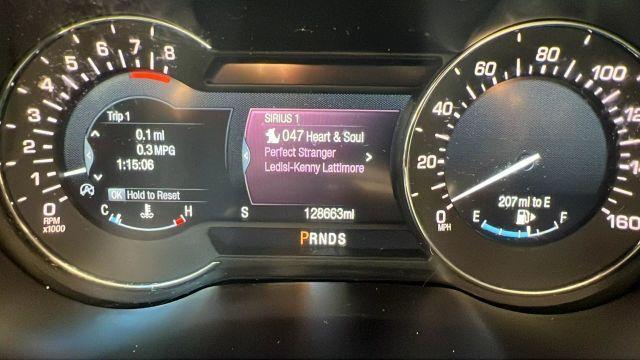 0 1 2 3 4 5 6 7 8
RPM
x1000
Trip 1
0.1 mi
0.3 MPG
1:15:06
OK Hold to Reset
C H
SIRIUS 1
047 Heart & Soul
Perfect Stranger
Ledisi-Kenny Lattimore
S 128663mi
PRNDS
0 20 40 60 80 100 160
MPH
207 mi to E
E F